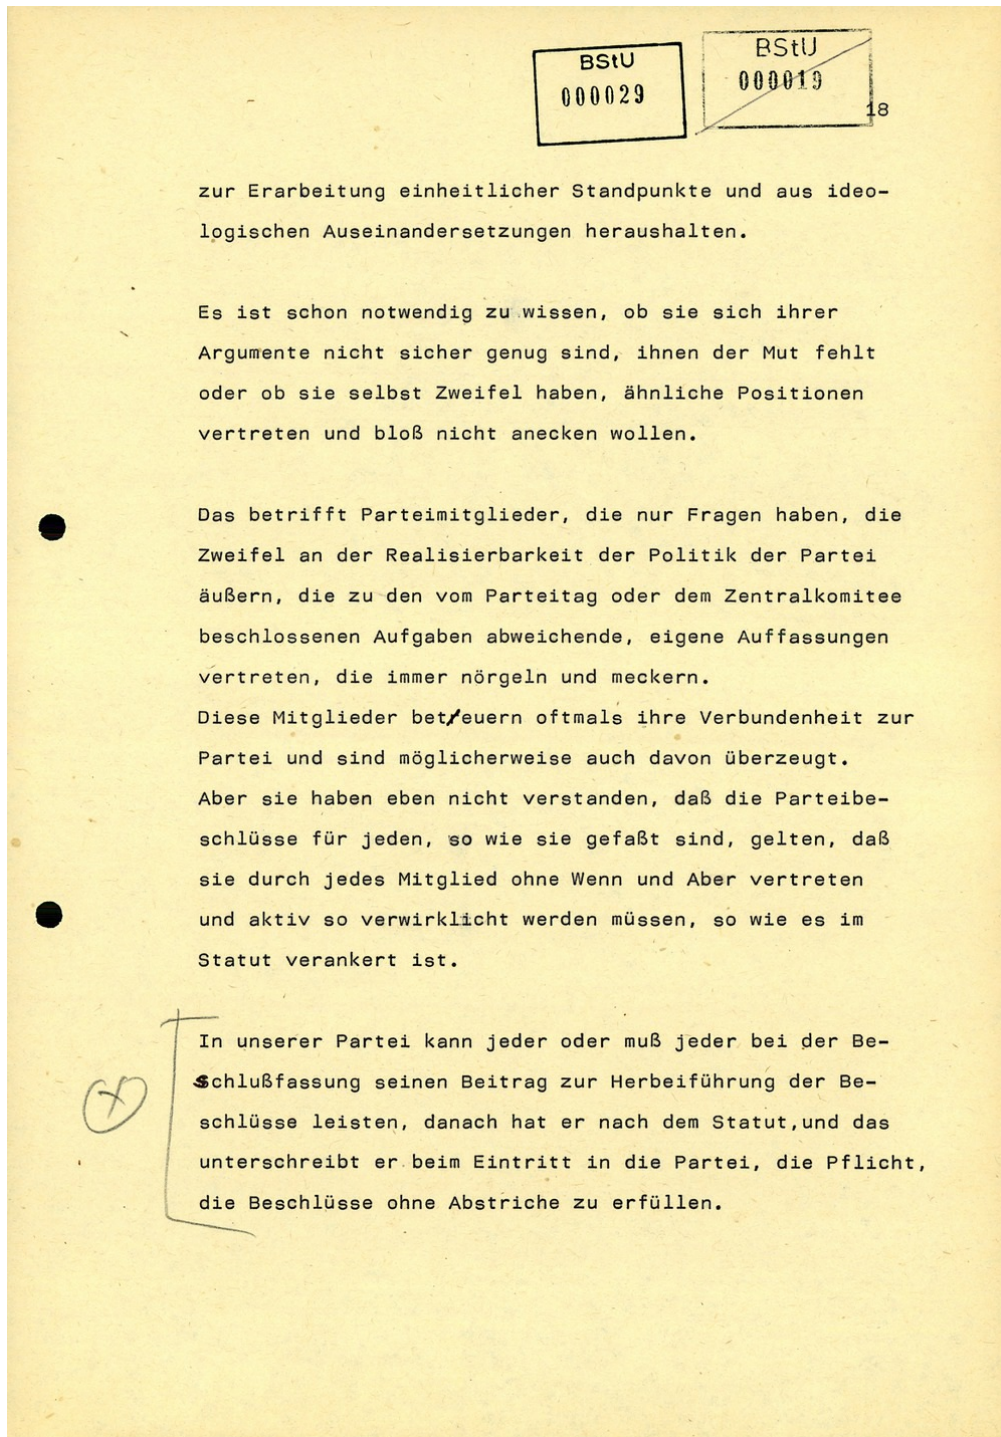 BStU
000029
BStU
000019
18
zur Erarbeitung einheitlicher Standpunkte und aus ideo-
logischen Auseinandersetzungen heraushalten.
Es ist schon notwendig zu wissen, ob sie sich ihrer
Argumente nicht sicher genug sind, ihnen der Mut fehlt
oder ob sie selbst Zweifel haben, ähnliche Positionen
vertreten und bloß nicht anecken wollen.
Das betrifft Parteimitglieder, die nur Fragen haben, die
Zweifel an der Realisierbarkeit der Politik der Partei
äußern, die zu den vom Parteitag oder dem Zentralkomitee
beschlossenen Aufgaben abweichende, eigene Auffassungen
vertreten, die immer nörgeln und meckern.
Diese Mitglieder beteuern oftmals ihre Verbundenheit zur
Partei und sind möglicherweise auch davon überzeugt.
Aber sie haben eben nicht verstanden, daß die Parteibe-
schlüsse für jeden, so wie sie gefaßt sind, gelten, daß
sie durch jedes Mitglied ohne Wenn und Aber vertreten
und aktiv so verwirklicht werden müssen, so wie es im
Statut verankert ist.
In unserer Partei kann jeder oder muß jeder bei der Be-
schlußfassung seinen Beitrag zur Herbeiführung der Be-
schlüsse leisten, danach hat er nach dem Statut,und das
unterschreibt er beim Eintritt in die Partei, die Pflicht,
die Beschlüsse ohne Abstriche zu erfüllen.